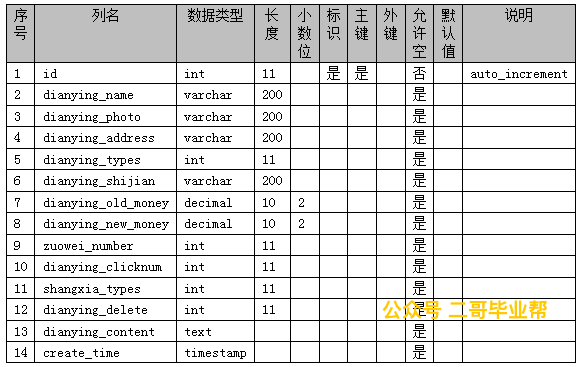 序号 列名 数据类型 长度 小数位 标识 主键 外键 允许空 默认值 说明
1 id int 11 是 是 否 auto_increment
2 dianying_name varchar 200 是
3 dianying_photo varchar 200 是
4 dianying_address varchar 200 是
5 dianying_types int 11 是
6 dianying_shijian varchar 200 是
7 dianying_old_money decimal 10 2 是
8 dianying_new_money decimal 10 2 是
9 zuowei_number int 11 是
10 dianying_clicknum int 11 是
11 shangxia_types int 11 是
12 dianying_delete int 11 是
公众号 二哥毕业帮
13 dianying_content text 是
14 create_time timestamp 是